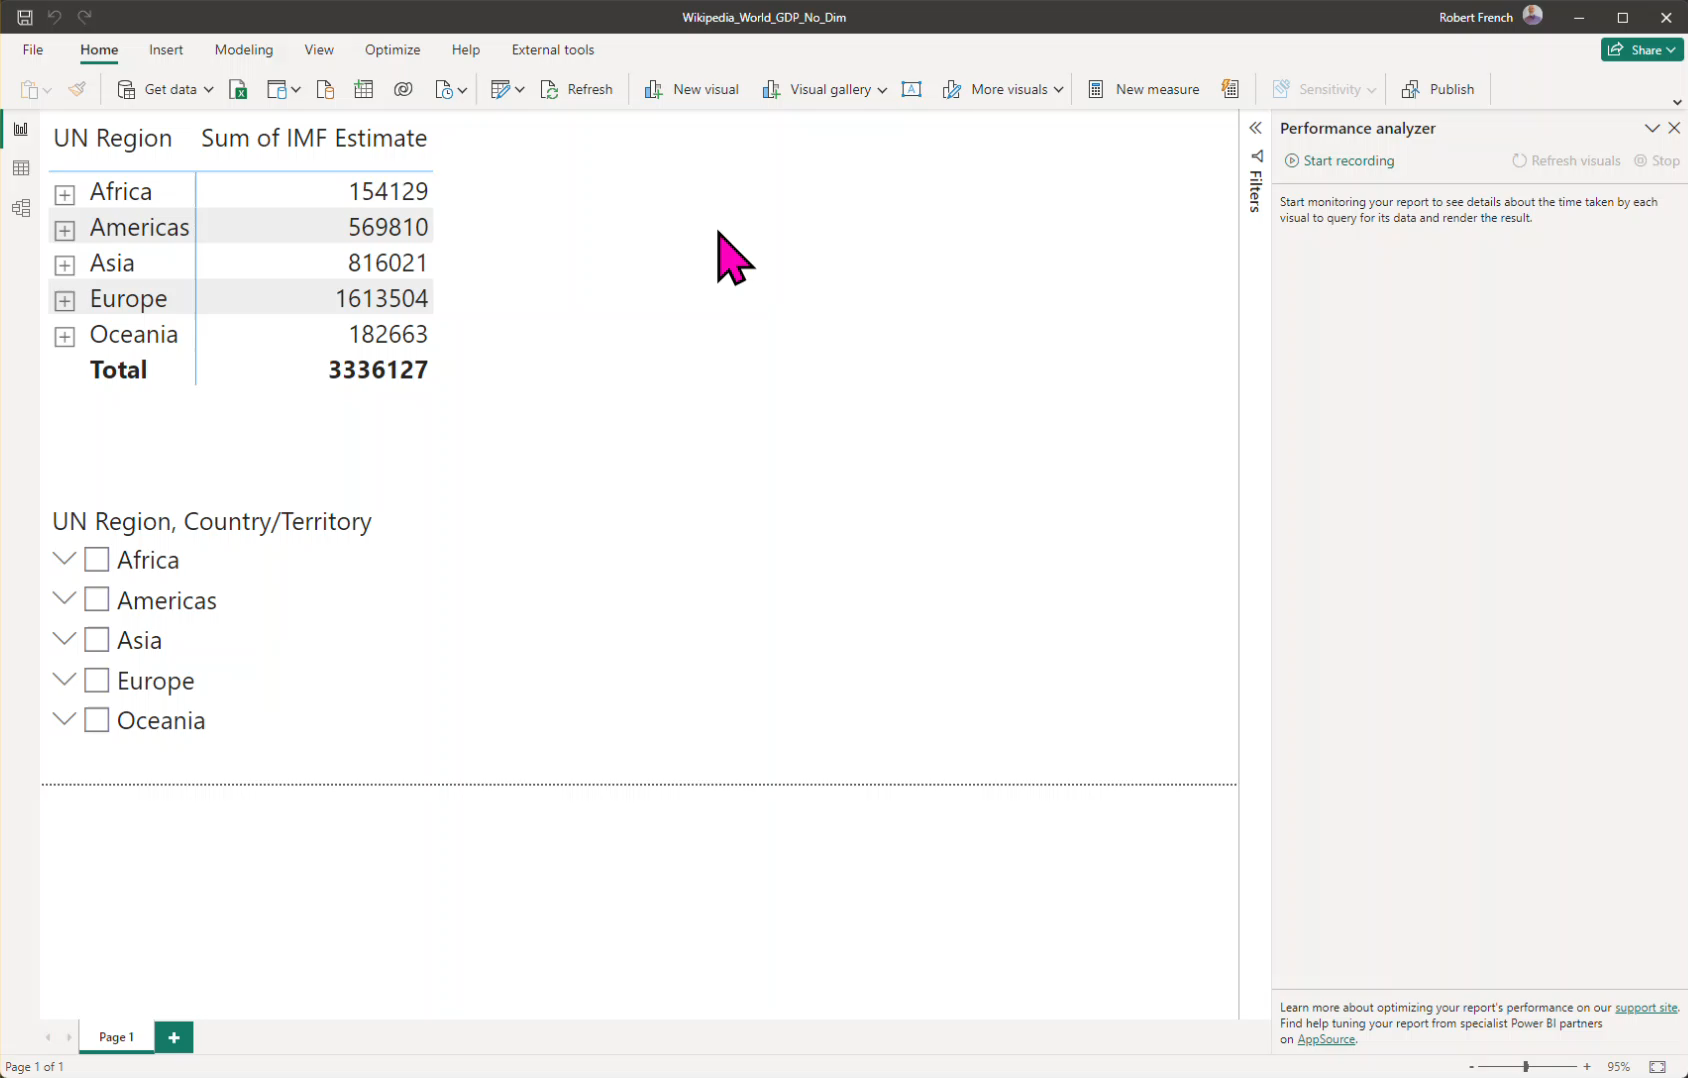 Wikipedia_World_GDP_No_Dim
Robert French
File Home Insert Modeling View Optimize Help External tools
Share
Get data Refresh New visual Visual gallery More visuals New measure Sensitivity Publish
UN Region Sum of IMF Estimate
Africa 154129
Americas 569810
Asia 816021
Europe 1613504
Oceania 182663
Total 3336127
UN Region, Country/Territory
Africa
Americas
Asia
Europe
Oceania
Filters
Performance analyzer
Start recording Refresh visuals Stop
Start monitoring your report to see details about the time taken by each
visual to query for its data and render the result.
Learn more about optimizing your report's performance on our support site.
Find help tuning your report from specialist Power BI partners
on AppSource.
Page 1
Page 1 of 1
95%